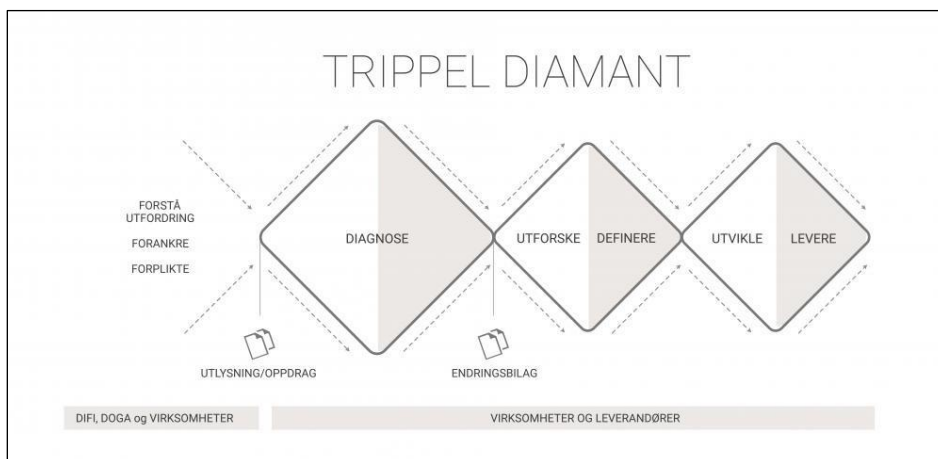 TRIPPEL DIAMANT
FORSTÅ
UTFORDRING
FORANKRE
FORPLIKTE
DIAGNOSE
UTFORSKE
DEFINERE
UTVIKLE
LEVERE
UTLYSNING/OPPDRAG
ENDRINGSBILAG
DIFI, DOGA og VIRKSOMHETER
VIRKSOMHETER OG LEVERANDØRER